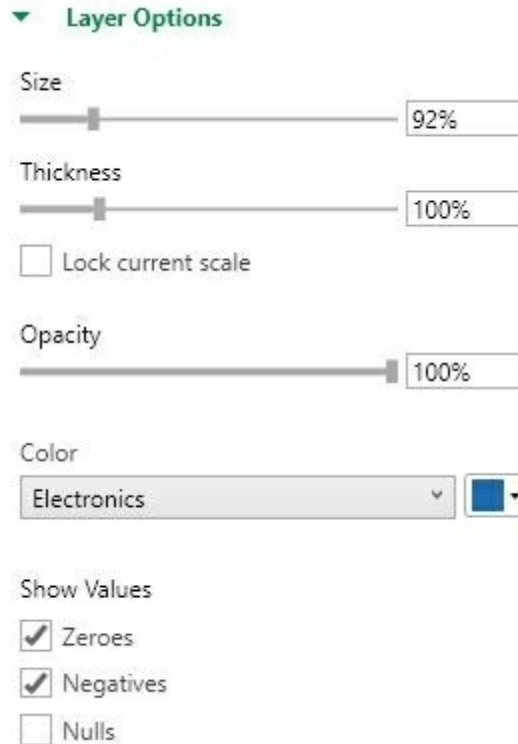 Layer Options
Size
92%
Thickness
100%
Lock current scale
Opacity
100%
Color
Electronics
Show Values
Zeroes
Negatives
Nulls